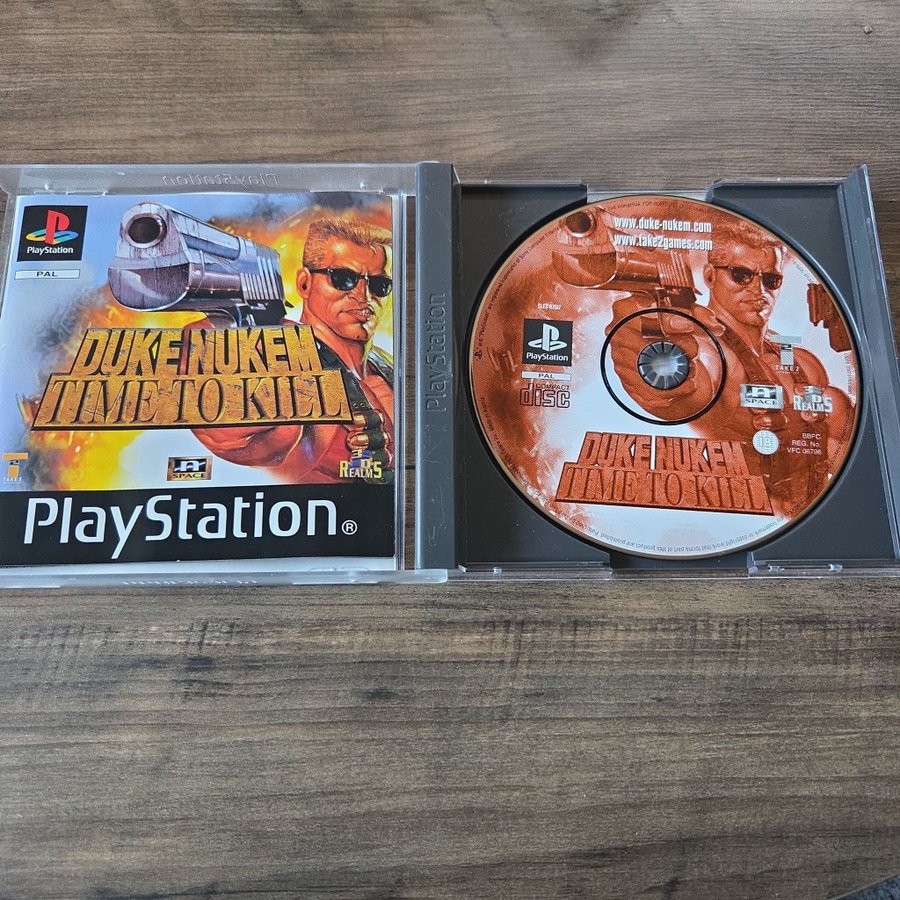 PlayStation
PlayStation
PAL
DUKE NUKEM
TIME TO KILL
TAKE 2
N
SPACE
3D
REALMS
PlayStation®
PlayStation
www.duke-nukem.com
www.take2games.com
PlayStation
PAL
COMPACT
disc
TAKE 2
N
SPACE
3D
REALMS
18
BBFC
REG. No.
VFC 06796
DUKE NUKEM
TIME TO KILL